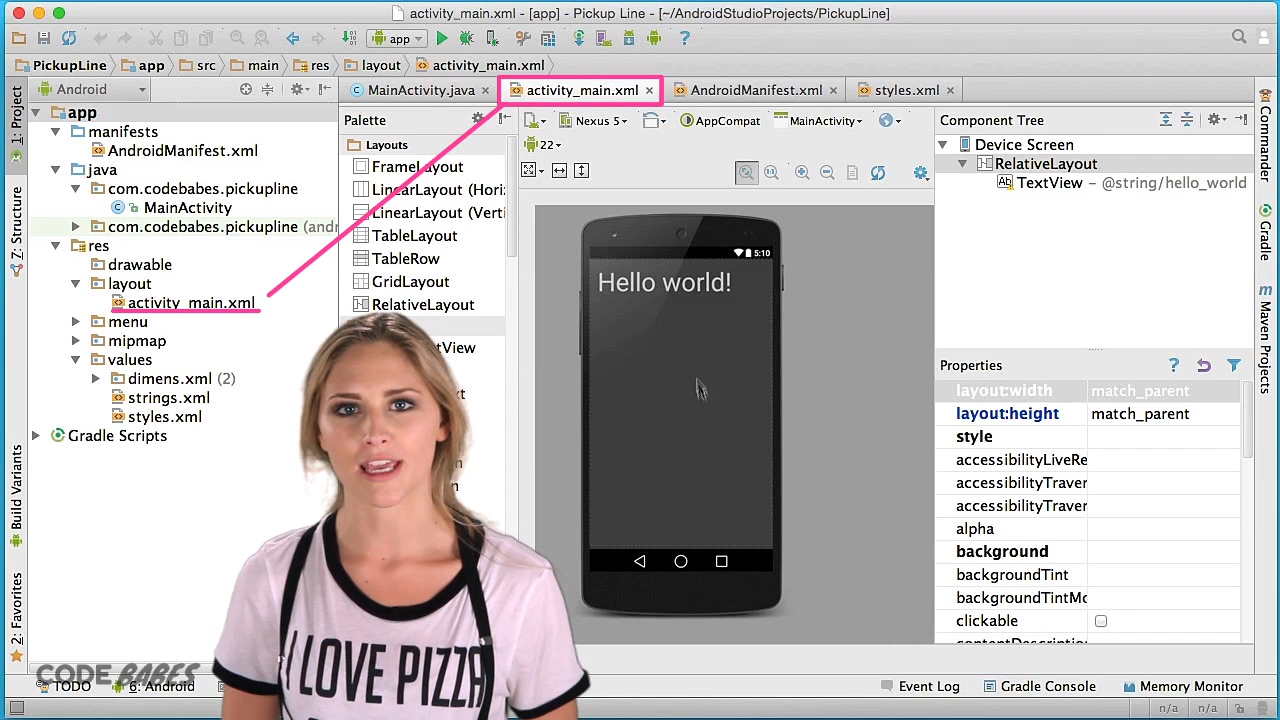 activity_main.xml - [app] - Pickup Line - [~/AndroidStudioProjects/PickupLine]
app
PickupLine app src main res layout activity_main.xml
1: Project
Z: Structure
Build Variants
2: Favorites
Android
app
manifests
AndroidManifest.xml
java
com.codebabes.pickupline
MainActivity
com.codebabes.pickupline (and
res
drawable
layout
activity_main.xml
menu
mipmap
values
dimens.xml (2)
strings.xml
styles.xml
Gradle Scripts
MainActivity.java
activity_main.xml
AndroidManifest.xml
styles.xml
Palette
Layouts
FrameLayout
LinearLayout (Horiz
LinearLayout (Verti
TableLayout
TableRow
GridLayout
RelativeLayout
Nexus 5
AppCompat
MainActivity
22
1:1
5:10
Hello world!
Component Tree
Device Screen
RelativeLayout
Ab
TextView - @string/hello_world
Properties
?
layout:width match_parent
layout:height match_parent
style
accessibilityLiveRe
accessibilityTraver
accessibilityTraver
alpha
background
backgroundTint
backgroundTintMo
clickable
Commander
Gradle
m Maven Projects
I LOVE PIZZA
CODE BABES
TODO
6: Android
Event Log
Gradle Console
Memory Monitor
n/a n/a